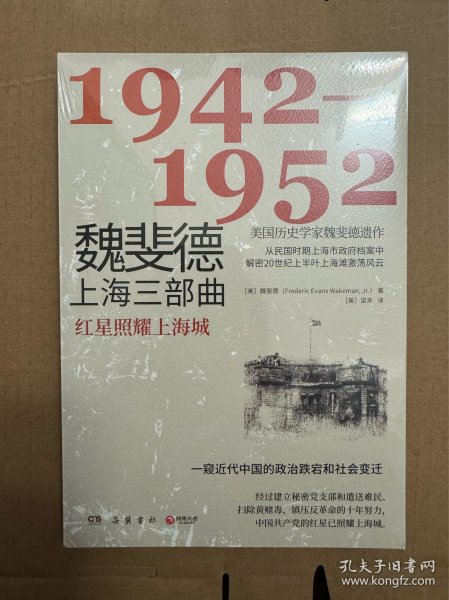 1942—
1952
美国历史学家魏斐德遗作
从民国时期上海市政府档案中
解密20世纪上半叶上海滩激荡风云
魏斐德
上海三部曲
[美] 魏斐德 (Frederic Evans Wakeman, Jr.) 著
[美] 梁禾 译
红星照耀上海城
一窥近代中国的政治跌宕和社会变迁
经过建立秘密党支部和遣送难民、
扫除黄赌毒、镇压反革命的十年努力，
中国共产党的红星已照耀上海城。
岳麓书社
博集天卷
孔夫子旧书网
www.kongfz.com